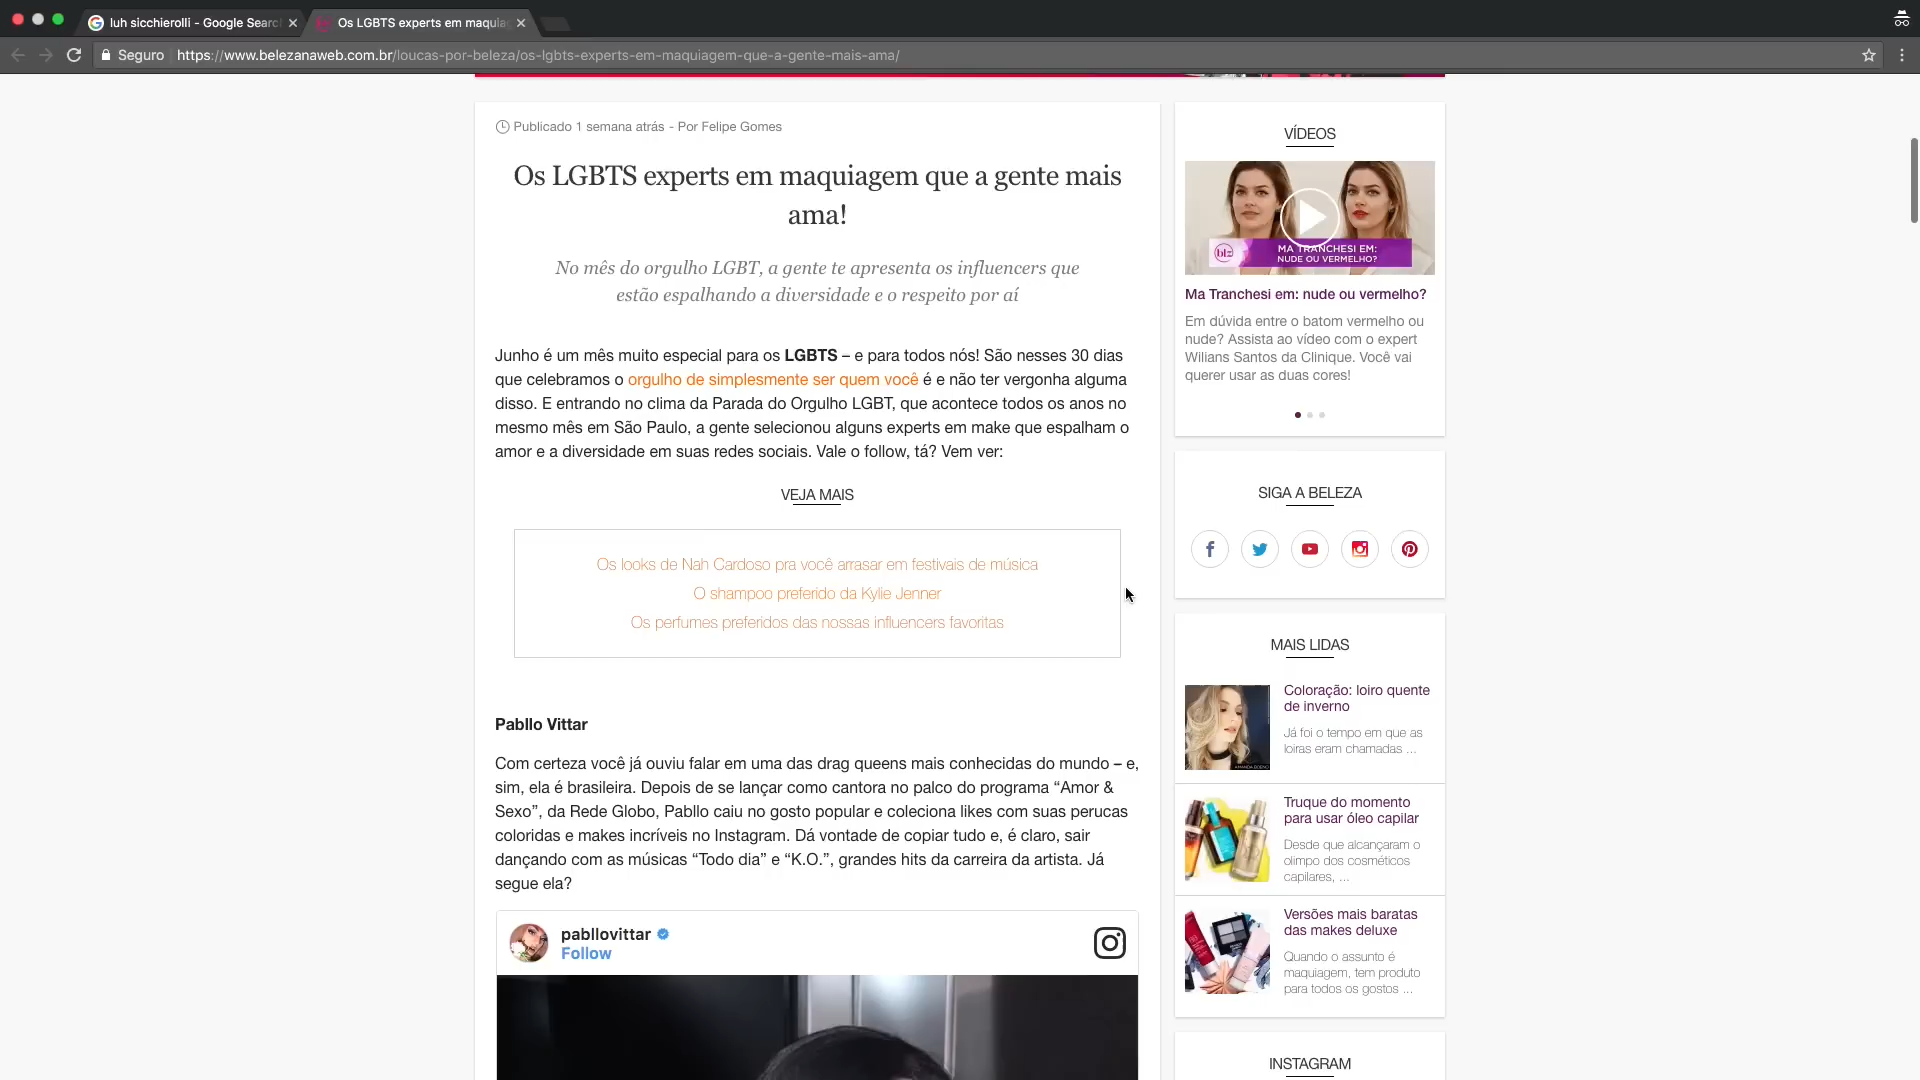 luh sicchierolli - Google Searc
Os LGBTS experts em maquia
Seguro
https://www.belezanaweb.com.br/loucas-por-beleza/os-lgbts-experts-em-maquiagem-que-a-gente-mais-ama/
Publicado 1 semana atrás - Por Felipe Gomes
Os LGBTS experts em maquiagem que a gente mais
ama!
No mês do orgulho LGBT, a gente te apresenta os influencers que
estão espalhando a diversidade e o respeito por aí
Junho é um mês muito especial para os LGBTS – e para todos nós! São nesses 30 dias
que celebramos o orgulho de simplesmente ser quem você é e não ter vergonha alguma
disso. E entrando no clima da Parada do Orgulho LGBT, que acontece todos os anos no
mesmo mês em São Paulo, a gente selecionou alguns experts em make que espalham o
amor e a diversidade em suas redes sociais. Vale o follow, tá? Vem ver:
VEJA MAIS
Os looks de Nah Cardoso pra você arrasar em festivais de música
O shampoo preferido da Kylie Jenner
Os perfumes preferidos das nossas influencers favoritas
Pabllo Vittar
Com certeza você já ouviu falar em uma das drag queens mais conhecidas do mundo – e,
sim, ela é brasileira. Depois de se lançar como cantora no palco do programa “Amor &
Sexo”, da Rede Globo, Pabllo caiu no gosto popular e coleciona likes com suas perucas
coloridas e makes incríveis no Instagram. Dá vontade de copiar tudo e, é claro, sair
dançando com as músicas “Todo dia” e “K.O.”, grandes hits da carreira da artista. Já
segue ela?
pabllovittar
Follow
VÍDEOS
blz
MA TRANCHESI EM:
NUDE OU VERMELHO?
Ma Tranchesi em: nude ou vermelho?
Em dúvida entre o batom vermelho ou
nude? Assista ao vídeo com o expert
Wilians Santos da Clinique. Você vai
querer usar as duas cores!
SIGA A BELEZA
MAIS LIDAS
Coloração: loiro quente
de inverno
Já foi o tempo em que as
loiras eram chamadas ...
Truque do momento
para usar óleo capilar
Desde que alcançaram o
olimpo dos cosméticos
capilares, ...
Versões mais baratas
das makes deluxe
Quando o assunto é
maquiagem, tem produto
para todos os gostos ...
INSTAGRAM